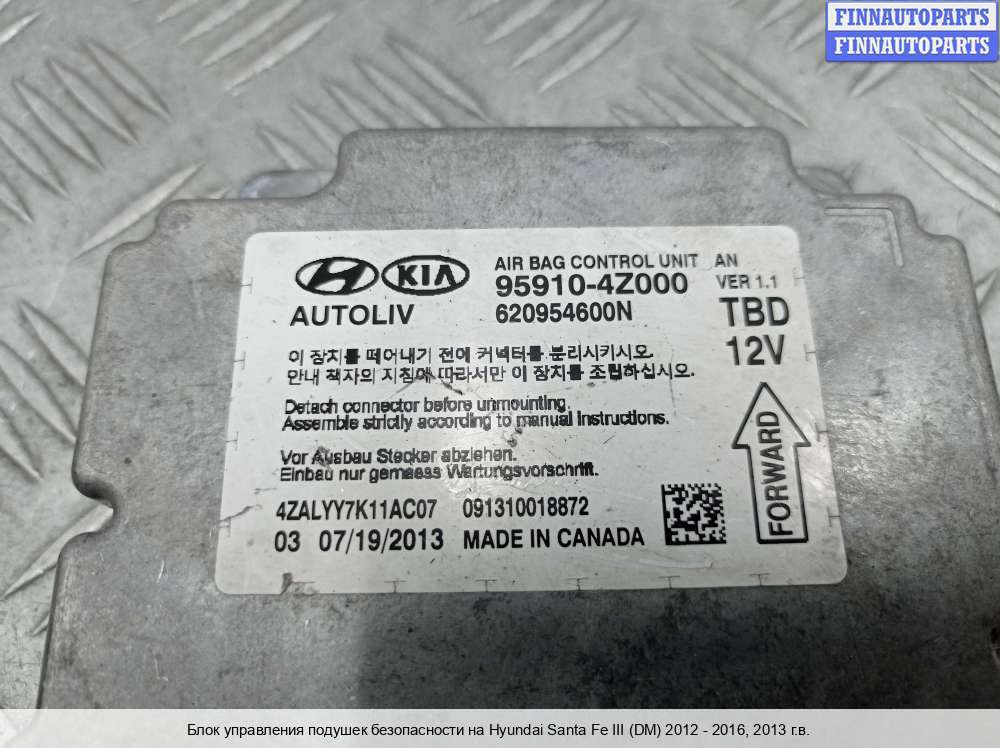 FINNAUTOPARTS
FINNAUTOPARTS
HYUNDAI KIA AIR BAG CONTROL UNIT AN
95910-4Z000 VER 1.1
AUTOLIV 620954600N TBD
12V
이 장치를 떼어내기 전에 커넥터를 분리시키시오.
안내 책자의 지침에 따라서만 이 장치를 조립하십시오.
Detach connector before unmounting.
Assemble strictly according to manual instructions.
Vor Ausbau Stecker abziehen.
Einbau nur gemaess Wartungsvorschrift.
FORWARD
4ZALYY7K11AC07 091310018872
03 07/19/2013 MADE IN CANADA
Блок управления подушек безопасности на Hyundai Santa Fe III (DM) 2012 - 2016, 2013 г.в.